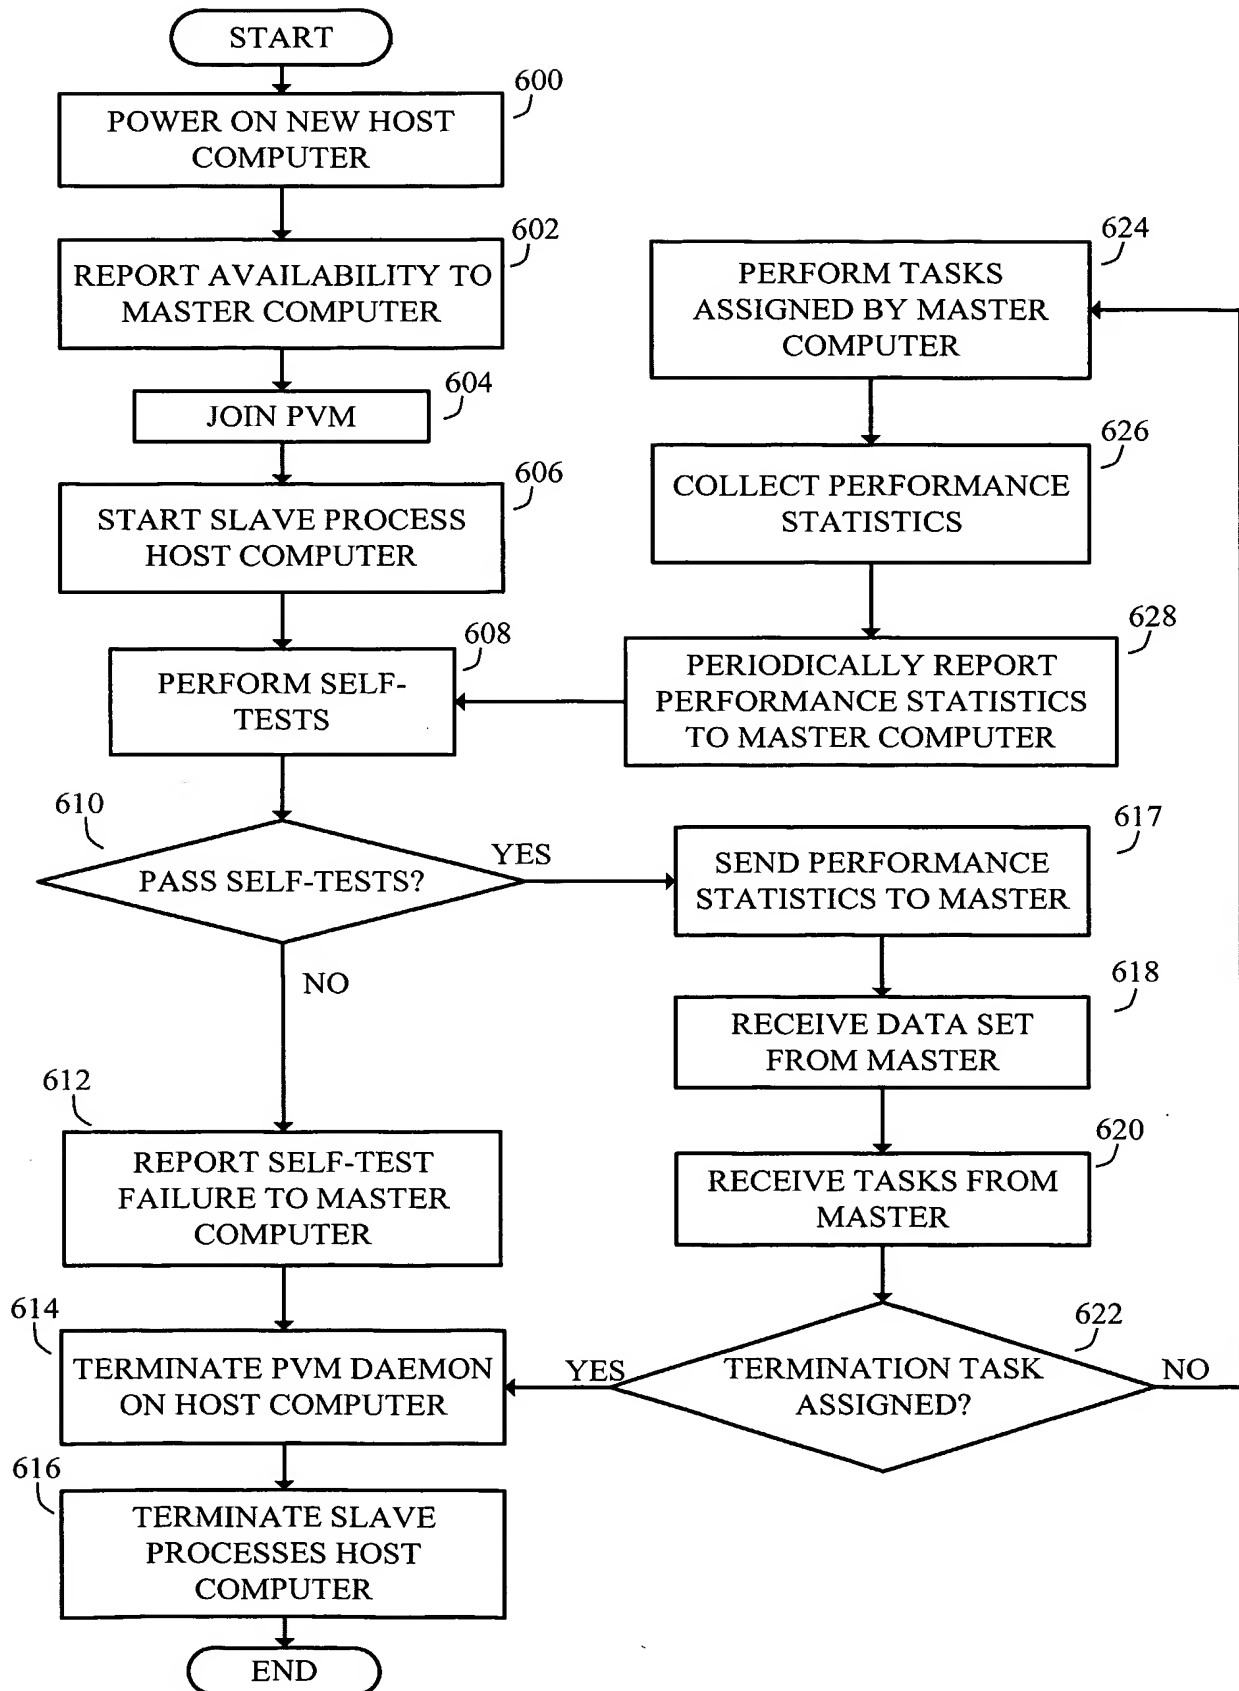 START
600
POWER ON NEW HOST
COMPUTER
602
REPORT AVAILABILITY TO
MASTER COMPUTER
604
JOIN PVM
606
START SLAVE PROCESS
HOST COMPUTER
608
PERFORM SELF-
TESTS
610
PASS SELF-TESTS?
YES
NO
612
REPORT SELF-TEST
FAILURE TO MASTER
COMPUTER
614
TERMINATE PVM DAEMON
ON HOST COMPUTER
616
TERMINATE SLAVE
PROCESSES HOST
COMPUTER
END
624
PERFORM TASKS
ASSIGNED BY MASTER
COMPUTER
626
COLLECT PERFORMANCE
STATISTICS
628
PERIODICALLY REPORT
PERFORMANCE STATISTICS
TO MASTER COMPUTER
617
SEND PERFORMANCE
STATISTICS TO MASTER
618
RECEIVE DATA SET
FROM MASTER
620
RECEIVE TASKS FROM
MASTER
622
TERMINATION TASK
ASSIGNED?
YES
NO